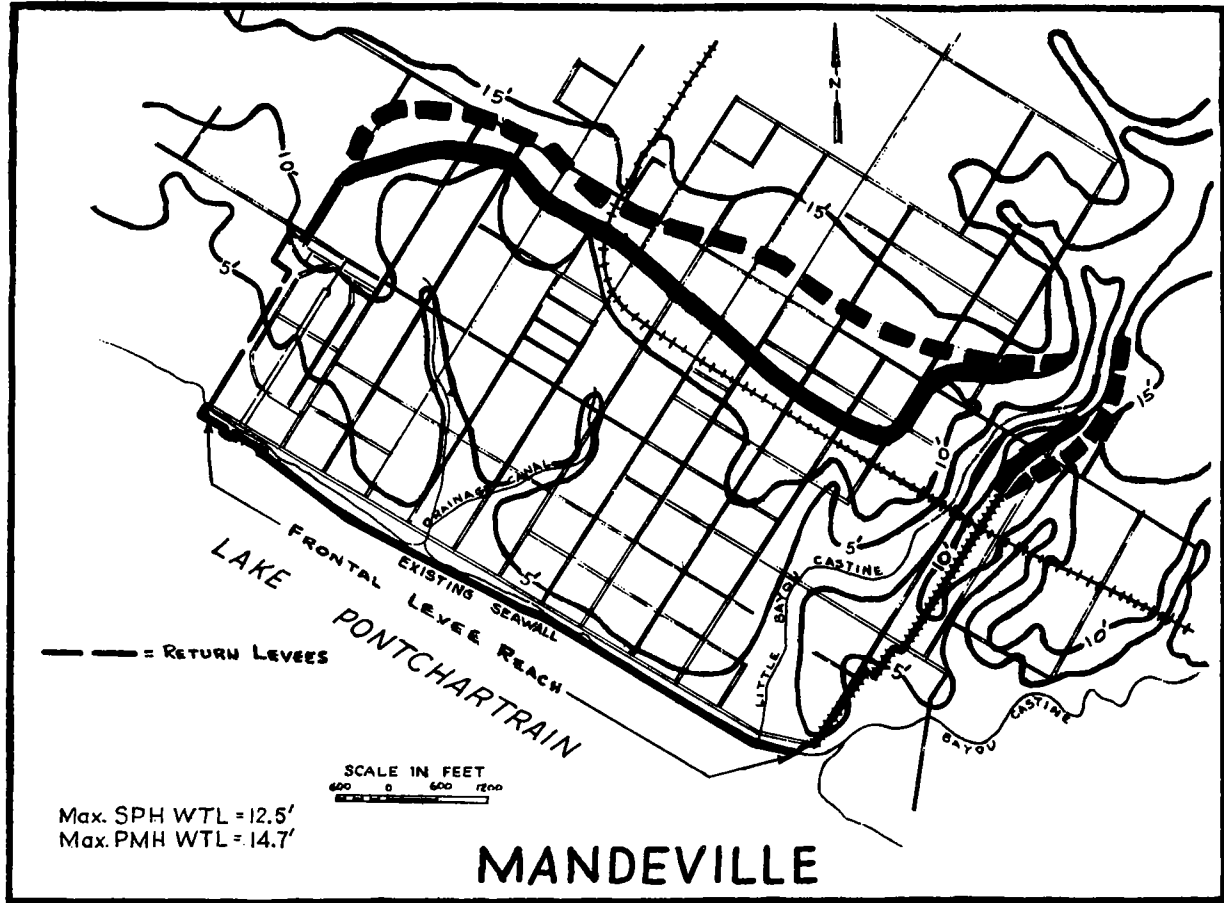 15'
N
10'
15'
5'
15'
10'
5'
10'
DRAINAGE CANAL
5'
LITTLE BAYOU CASTINE
10'
5'
BAYOU CASTINE
FRONTAL LEVEE REACH
EXISTING SEAWALL
LAKE PONTCHARTRAIN
= RETURN LEVEES
SCALE IN FEET
600 0 600 1200
Max. SPH WTL = 12.5'
Max. PMH WTL = 14.7'
MANDEVILLE